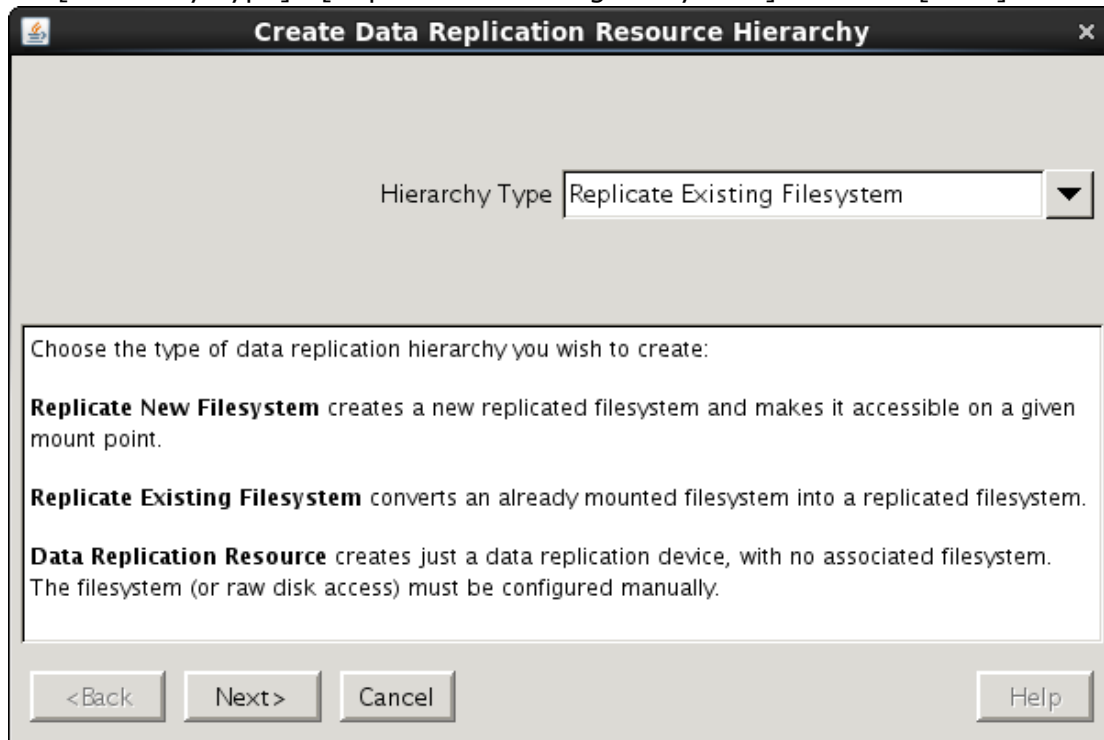 Create Data Replication Resource Hierarchy
Hierarchy Type Replicate Existing Filesystem
Choose the type of data replication hierarchy you wish to create:
Replicate New Filesystem creates a new replicated filesystem and makes it accessible on a given
mount point.
Replicate Existing Filesystem converts an already mounted filesystem into a replicated filesystem.
Data Replication Resource creates just a data replication device, with no associated filesystem.
The filesystem (or raw disk access) must be configured manually.
<Back Next> Cancel Help